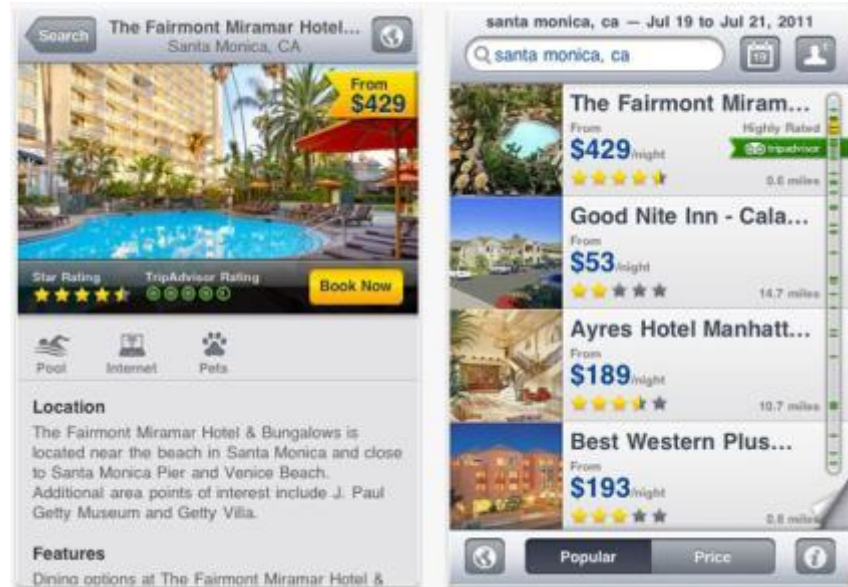 Search
The Fairmont Miramar Hotel...
Santa Monica, CA
From
$429
Star Rating
TripAdvisor Rating
Book Now
Pool
Internet
Pets
Location
The Fairmont Miramar Hotel & Bungalows is
located near the beach in Santa Monica and close
to Santa Monica Pier and Venice Beach.
Additional area points of interest include J. Paul
Getty Museum and Getty Villa.
Features
Dining options at The Fairmont Miramar Hotel &
santa monica, ca — Jul 19 to Jul 21, 2011
santa monica, ca
The Fairmont Miram...
From
Highly Rated
$429/night
tripadvisor
0.6 miles
Good Nite Inn - Cala...
From
$53/night
14.7 miles
Ayres Hotel Manhatt...
From
$189/night
10.7 miles
Best Western Plus...
From
$193/night
0.8 miles
Popular
Price